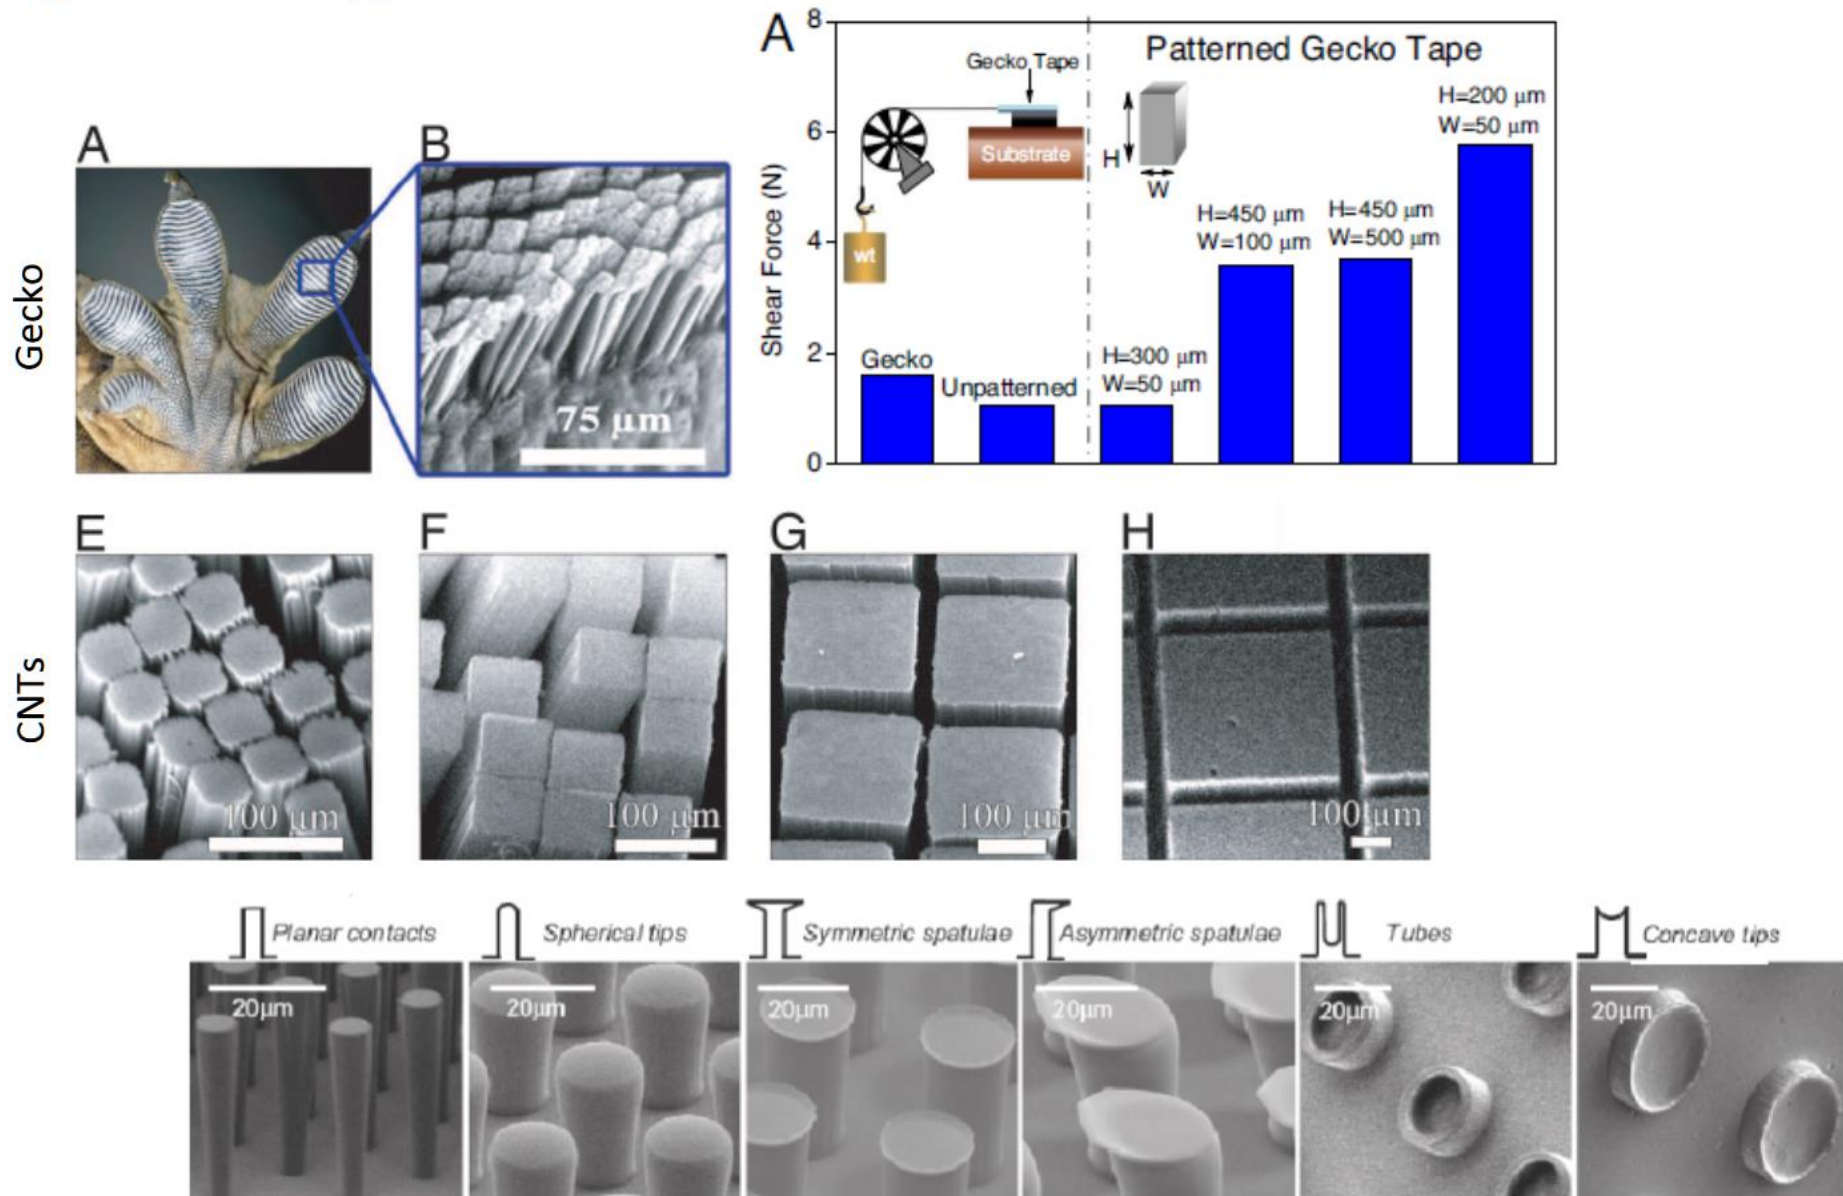 A
Patterned Gecko Tape
8
6
4
2
0
Shear Force (N)
Gecko Tape
Substrate
wt
H
W
Gecko
Unpatterned
H=300 μm
W=50 μm
H=450 μm
W=100 μm
H=450 μm
W=500 μm
H=200 μm
W=50 μm
Gecko
A
B
75 μm
CNTs
E
100 μm
F
100 μm
G
100 μm
H
100 μm
Planar contacts
Spherical tips
Symmetric spatulae
Asymmetric spatulae
Tubes
Concave tips
20μm
20μm
20μm
20μm
20μm
20μm